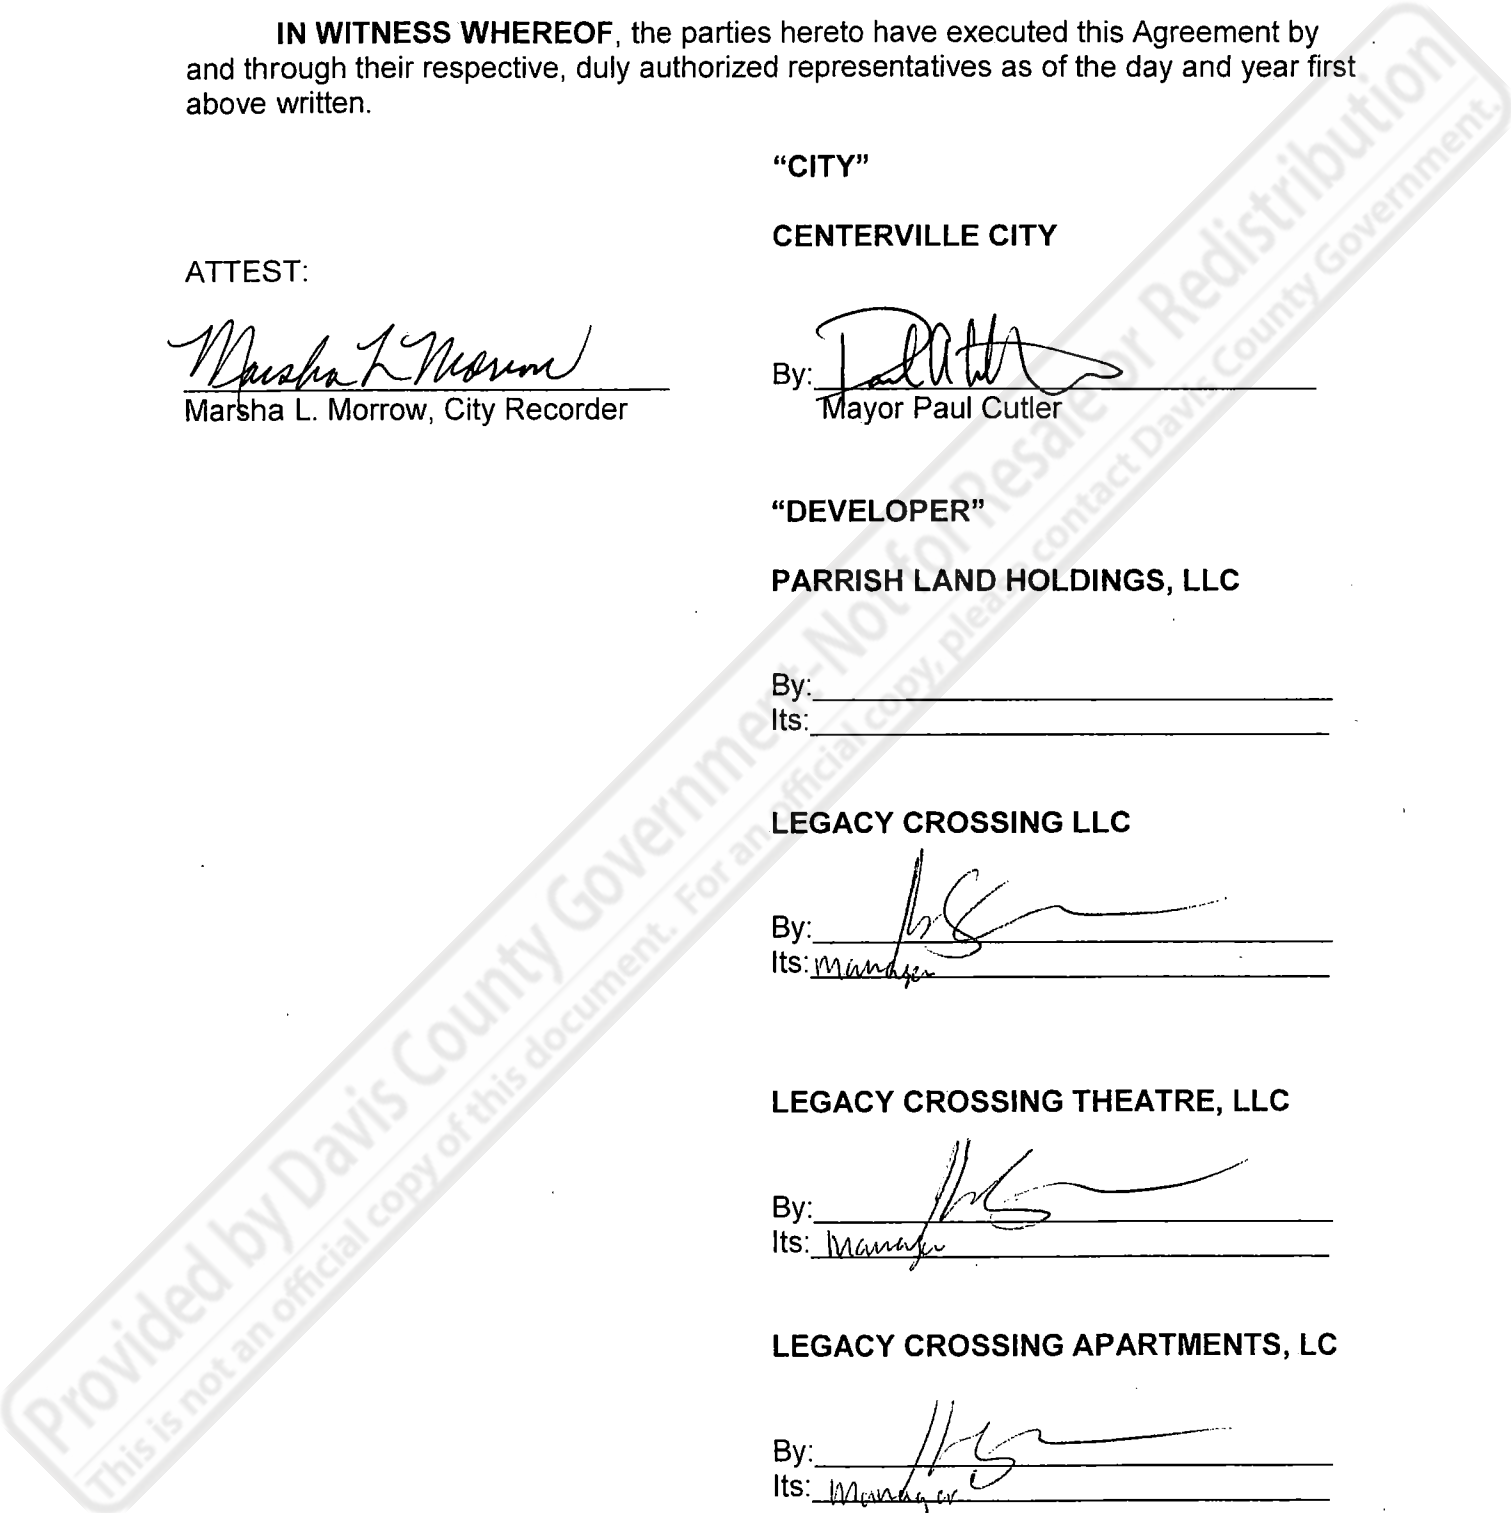 IN WITNESS WHEREOF, the parties hereto have executed this Agreement by
and through their respective, duly authorized representatives as of the day and year first
above written.
“CITY”
CENTERVILLE CITY
ATTEST:
Marsha L Morrow
By:
Marsha L. Morrow, City Recorder
Mayor Paul Cutler
“DEVELOPER”
PARRISH LAND HOLDINGS, LLC
By:
Its:
LEGACY CROSSING LLC
By:
Its: Manager
LEGACY CROSSING THEATRE, LLC
By:
Its: Manager
LEGACY CROSSING APARTMENTS, LC
By:
Its: Manager
Provided by Davis County Government-Not for Resale or Redistribution
This is not an official copy of this document. For an official copy, please contact Davis County Government.